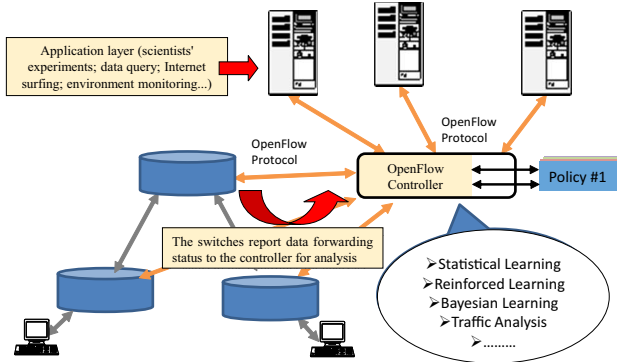 Application layer (scientists'
experiments; data query; Internet
surfing; environment monitoring...)
OpenFlow
Protocol
OpenFlow
Protocol
OpenFlow
Controller
Policy #1
The switches report data forwarding
status to the controller for analysis
➢Statistical Learning
➢Reinforced Learning
➢Bayesian Learning
➢Traffic Analysis
➢.........